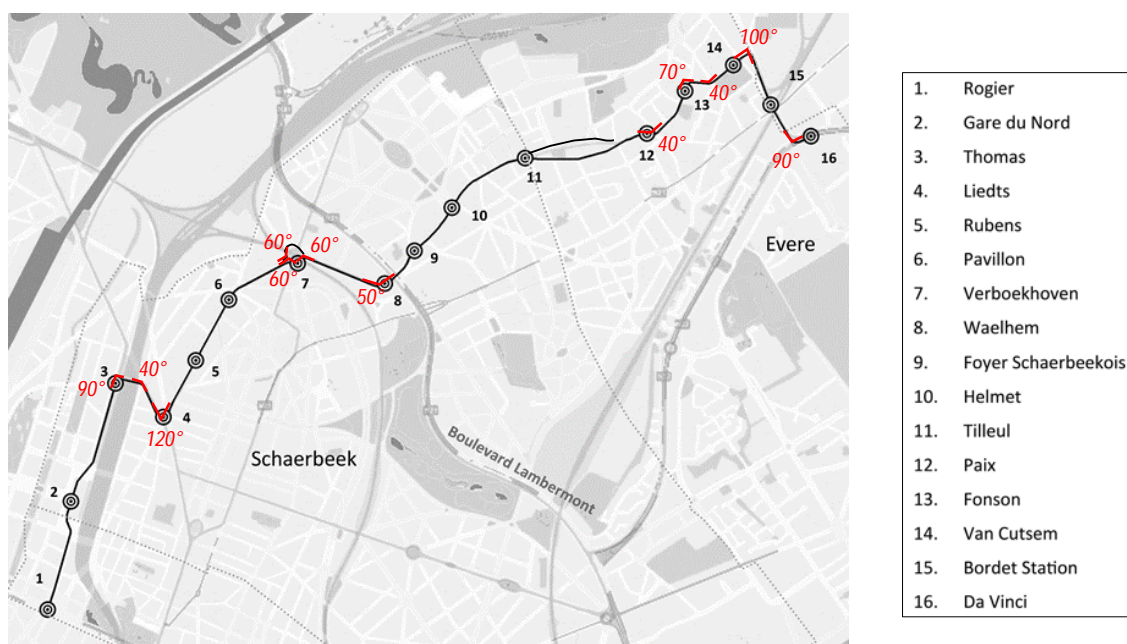 100°
14
70°
15
40°
13
12
40°
16
90°
11
10
Evere
60°
60°
9
60°
7
50°
8
6
3
40°
5
90°
4
120°
Boulevard Lambermont
Schaerbeek
2
1
1. Rogier
2. Gare du Nord
3. Thomas
4. Liedts
5. Rubens
6. Pavillon
7. Verboekhoven
8. Waelhem
9. Foyer Schaerbeekois
10. Helmet
11. Tilleul
12. Paix
13. Fonson
14. Van Cutsem
15. Bordet Station
16. Da Vinci